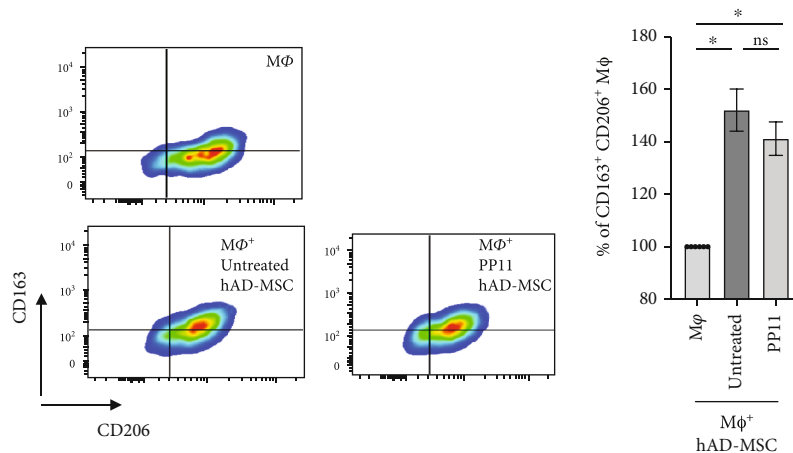 MΦ
10⁴
10³
10²
0
MΦ⁺
Untreated
hAD-MSC
10⁴
10³
10²
0
MΦ⁺
PP11
hAD-MSC
10⁴
10³
10²
0
CD163
CD206
*
*
ns
% of CD163⁺ CD206⁺ Mϕ
180
160
140
120
100
80
Mφ
Untreated
PP11
Mϕ⁺
hAD-MSC